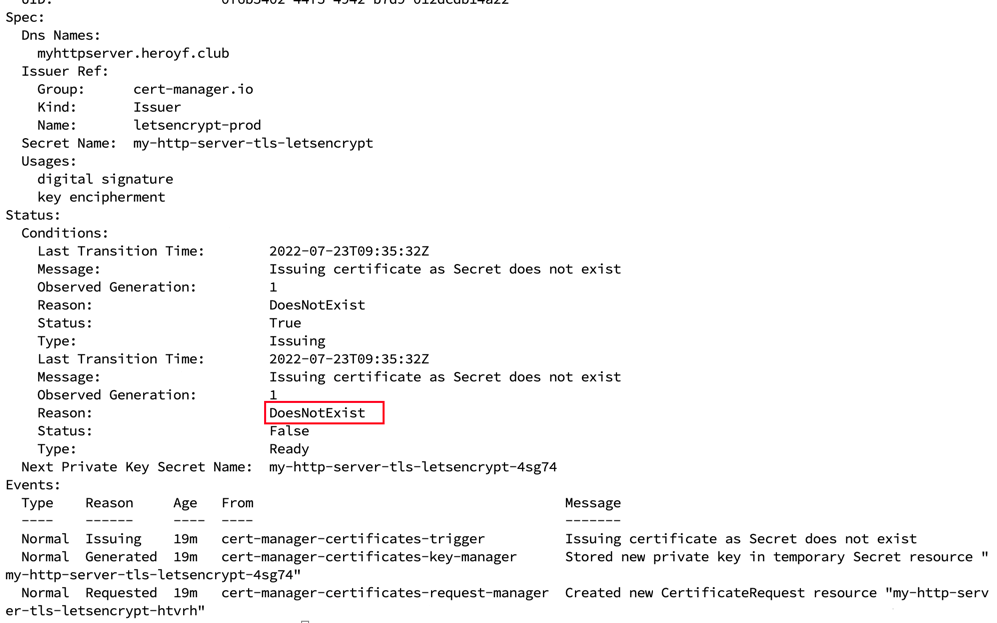 Spec:
  Dns Names:
    myhttpserver.heroyf.club
  Issuer Ref:
    Group:      cert-manager.io
    Kind:       Issuer
    Name:       letsencrypt-prod
  Secret Name:  my-http-server-tls-letsencrypt
  Usages:
    digital signature
    key encipherment
Status:
  Conditions:
    Last Transition Time:        2022-07-23T09:35:32Z
    Message:                     Issuing certificate as Secret does not exist
    Observed Generation:         1
    Reason:                      DoesNotExist
    Status:                      True
    Type:                        Issuing
    Last Transition Time:        2022-07-23T09:35:32Z
    Message:                     Issuing certificate as Secret does not exist
    Observed Generation:         1
    Reason:                      DoesNotExist
    Status:                      False
    Type:                        Ready
  Next Private Key Secret Name:  my-http-server-tls-letsencrypt-4sg74
Events:
  Type    Reason     Age   From                                       Message
  ----    ------     ----  ----                                       -------
  Normal  Issuing    19m   cert-manager-certificates-trigger          Issuing certificate as Secret does not exist
  Normal  Generated  19m   cert-manager-certificates-key-manager      Stored new private key in temporary Secret resource "
my-http-server-tls-letsencrypt-4sg74"
  Normal  Requested  19m   cert-manager-certificates-request-manager  Created new CertificateRequest resource "my-http-serv
er-tls-letsencrypt-htvrh"